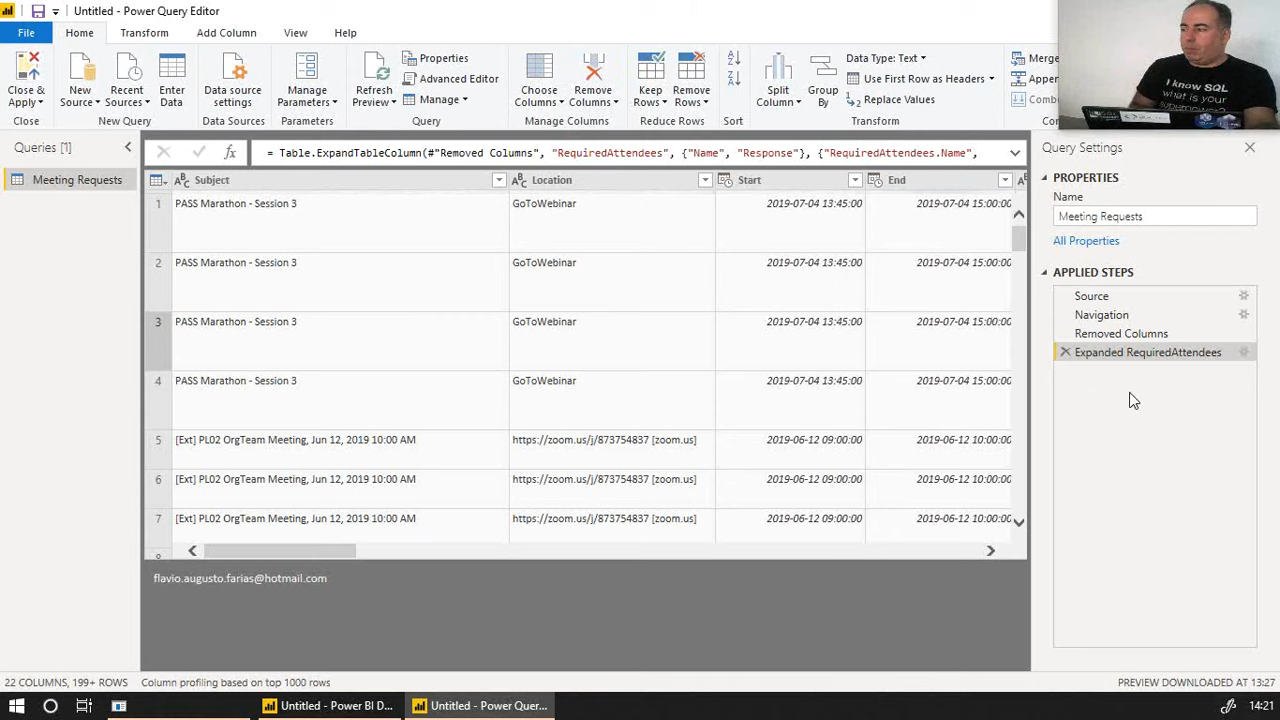 Untitled - Power Query Editor
File Home Transform Add Column View Help
Close & Apply
New Source
Recent Sources
Enter Data
Data source settings
Manage Parameters
Refresh Preview
Properties
Advanced Editor
Manage
Choose Columns
Remove Columns
Keep Rows
Remove Rows
Split Column
Group By
Data Type: Text
Use First Row as Headers
Replace Values
Merge
Appen
Comb
Close New Query Data Sources Parameters Query Manage Columns Reduce Rows Sort Transform
I know SQL
what is your
Queries [1]
Meeting Requests
= Table.ExpandTableColumn(#"Removed Columns", "RequiredAttendees", {"Name", "Response"}, {"RequiredAttendees.Name",
Subject Location Start End
1 PASS Marathon - Session 3 GoToWebinar 2019-07-04 13:45:00 2019-07-04 15:00:00
2 PASS Marathon - Session 3 GoToWebinar 2019-07-04 13:45:00 2019-07-04 15:00:00
3 PASS Marathon - Session 3 GoToWebinar 2019-07-04 13:45:00 2019-07-04 15:00:00
4 PASS Marathon - Session 3 GoToWebinar 2019-07-04 13:45:00 2019-07-04 15:00:00
5 [Ext] PL02 OrgTeam Meeting, Jun 12, 2019 10:00 AM https://zoom.us/j/873754837 [zoom.us] 2019-06-12 09:00:00 2019-06-12 10:00:00
6 [Ext] PL02 OrgTeam Meeting, Jun 12, 2019 10:00 AM https://zoom.us/j/873754837 [zoom.us] 2019-06-12 09:00:00 2019-06-12 10:00:00
7 [Ext] PL02 OrgTeam Meeting, Jun 12, 2019 10:00 AM https://zoom.us/j/873754837 [zoom.us] 2019-06-12 09:00:00 2019-06-12 10:00:00
8
flavio.augusto.farias@hotmail.com
Query Settings
PROPERTIES
Name
Meeting Requests
All Properties
APPLIED STEPS
Source
Navigation
Removed Columns
Expanded RequiredAttendees
22 COLUMNS, 199+ ROWS Column profiling based on top 1000 rows PREVIEW DOWNLOADED AT 13:27
Untitled - Power BI D... Untitled - Power Quer... 14:21